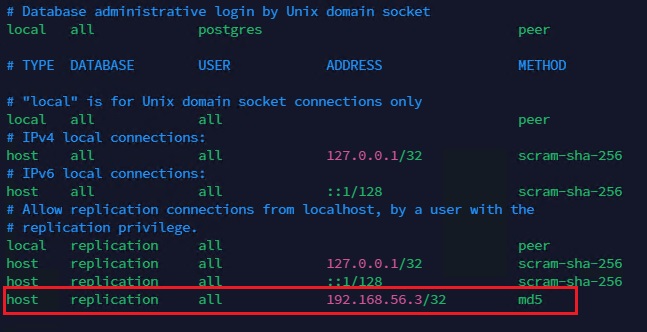 # Database administrative login by Unix domain socket
local   all             postgres                                peer
# TYPE  DATABASE        USER            ADDRESS                 METHOD
# "local" is for Unix domain socket connections only
local   all             all                                     peer
# IPv4 local connections:
host    all             all             127.0.0.1/32            scram-sha-256
# IPv6 local connections:
host    all             all             ::1/128                 scram-sha-256
# Allow replication connections from localhost, by a user with the
# replication privilege.
local   replication     all                                     peer
host    replication     all             127.0.0.1/32            scram-sha-256
host    replication     all             ::1/128                 scram-sha-256
host    replication     all             192.168.56.3/32         md5